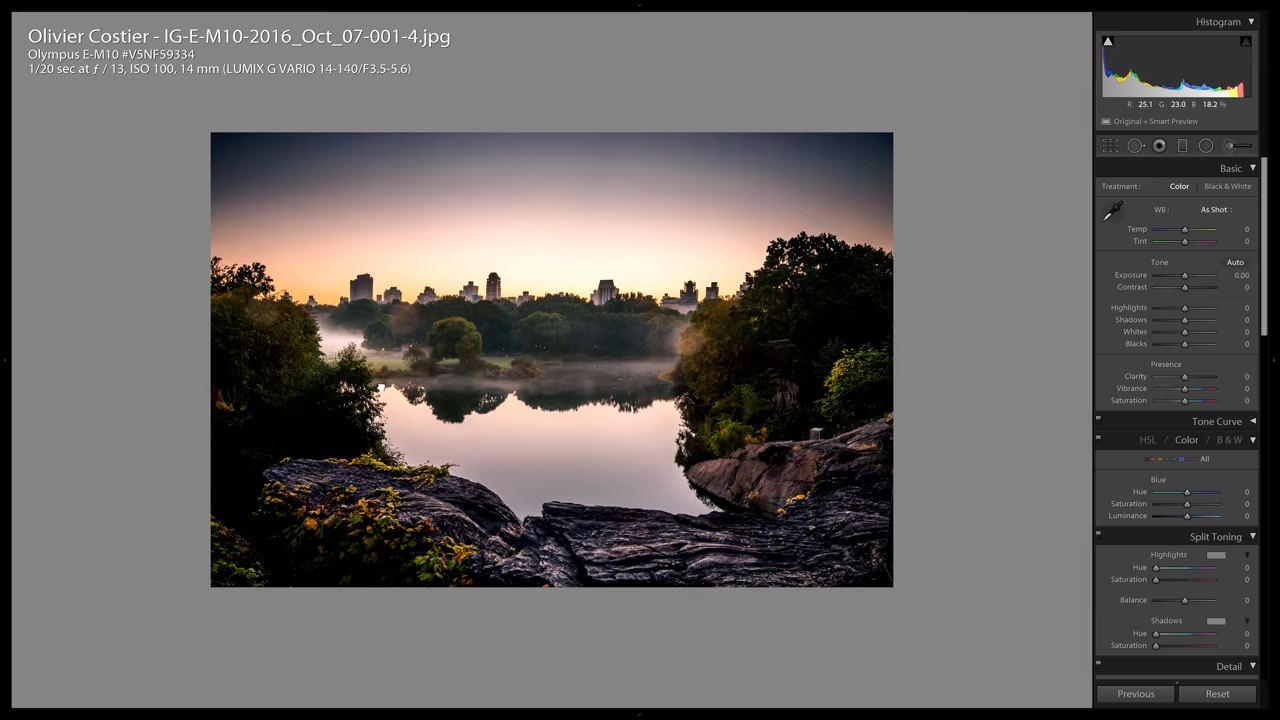 Olivier Costier - IG-E-M10-2016_Oct_07-001-4.jpg
Olympus E-M10 #V5NF59334
1/20 sec at ƒ / 13, ISO 100, 14 mm (LUMIX G VARIO 14-140/F3.5-5.6)
Histogram
R 25.1 G 23.0 B 18.2 %
Original + Smart Preview
Basic
Treatment: Color | Black & White
WB: As Shot
Temp 0
Tint 0
Tone Auto
Exposure 0.00
Contrast 0
Highlights 0
Shadows 0
Whites 0
Blacks 0
Presence
Clarity 0
Vibrance 0
Saturation 0
Tone Curve
HSL / Color / B & W
All
Blue
Hue 0
Saturation 0
Luminance 0
Split Toning
Highlights
Hue 0
Saturation 0
Balance 0
Shadows
Hue 0
Saturation 0
Detail
Previous Reset